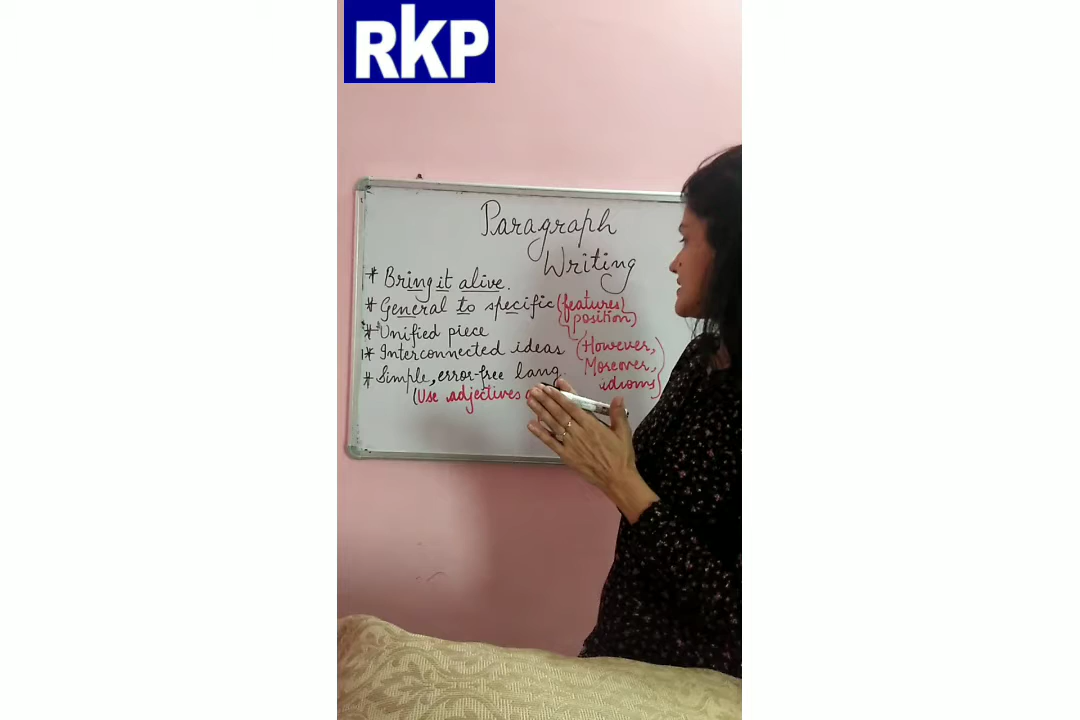 RKP
Paragraph
Writing
* Bring it alive.
* General to specific (features)
position)
* Unified piece
* Interconnected ideas (However,
Moreover,
idioms)
* Simple, error-free lang.
(Use adjectives